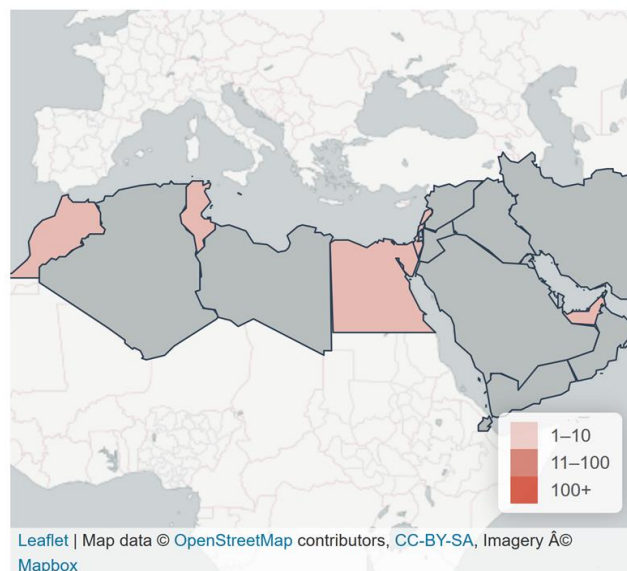 1–10
11–100
100+
Leaflet | Map data © OpenStreetMap contributors, CC-BY-SA, Imagery Â©
Mapbox